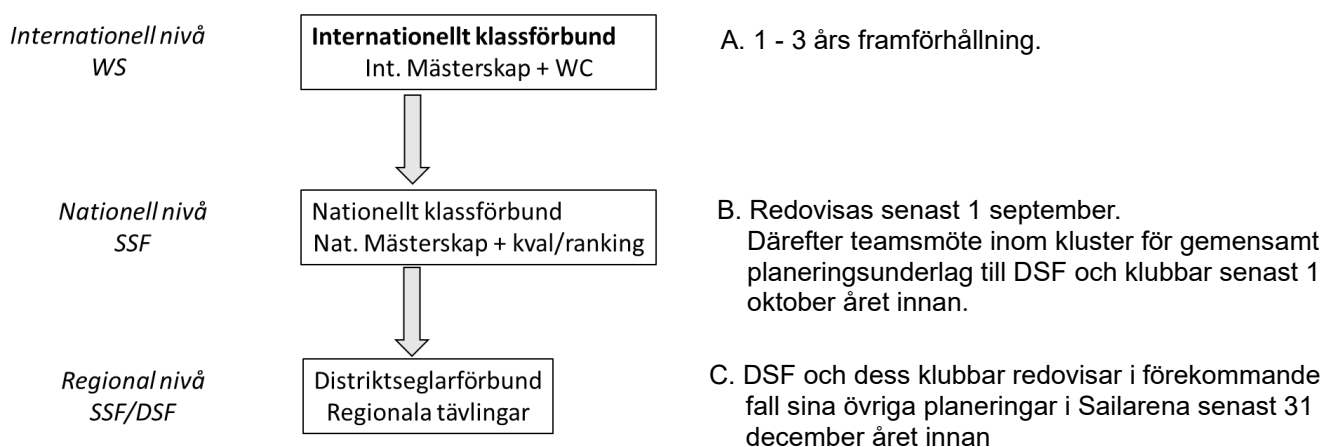 Internationell nivå
WS
Internationellt klassförbund
Int. Mästerskap + WC
A. 1 - 3 års framförhållning.
Nationell nivå
SSF
Nationellt klassförbund
Nat. Mästerskap + kval/ranking
B. Redovisas senast 1 september.
Därefter teamsmöte inom kluster för gemensamt
planeringsunderlag till DSF och klubbar senast 1
oktober året innan.
Regional nivå
SSF/DSF
Distriktseglarförbund
Regionala tävlingar
C. DSF och dess klubbar redovisar i förekommande
fall sina övriga planeringar i Sailarena senast 31
december året innan